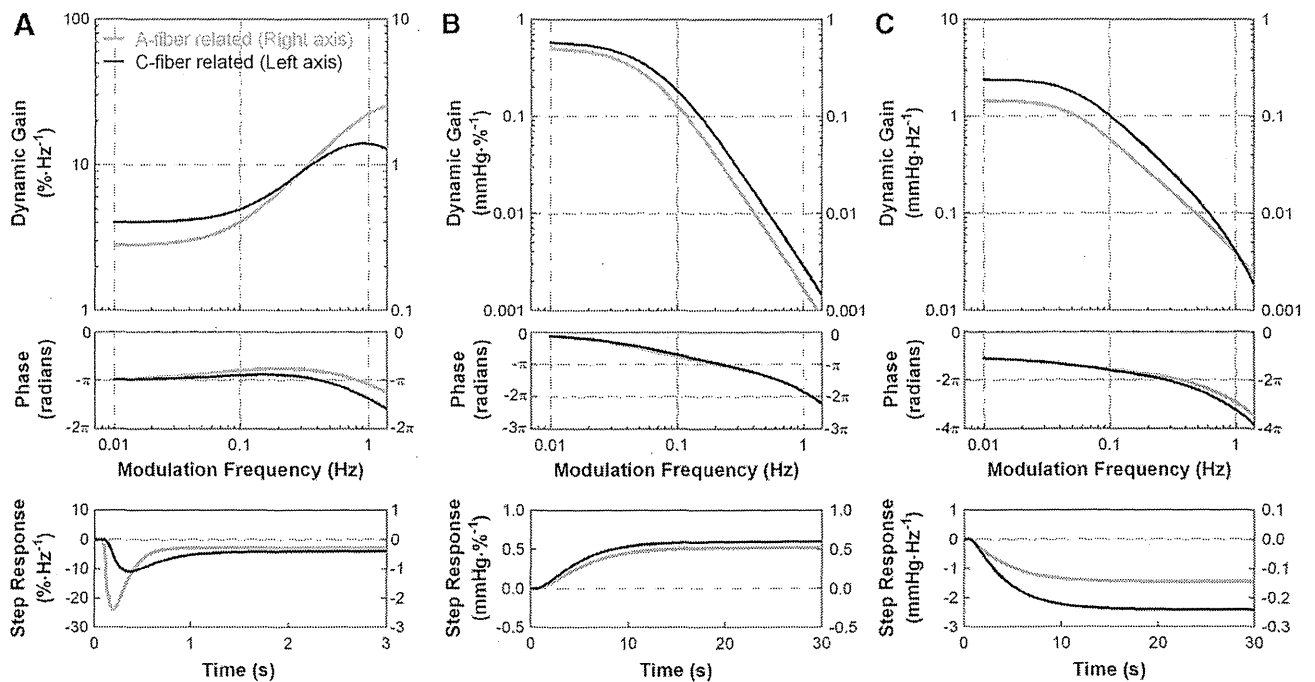 A
100
10
1
10
1
0.1
A-fiber related (Right axis)
C-fiber related (Left axis)
Dynamic Gain
(%·Hz⁻¹)
0
-π
-2π
0
-π
-2π
Phase
(radians)
0.01
0.1
1
Modulation Frequency (Hz)
10
0
-10
-20
-30
1
0
-1
-2
-3
Step Response
(%·Hz⁻¹)
0
1
2
3
Time (s)
B
1
0.1
0.01
0.001
1
0.1
0.01
0.001
Dynamic Gain
(mmHg·%⁻¹)
0
-π
-2π
-3π
0
-π
-2π
-3π
Phase
(radians)
0.01
0.1
1
Modulation Frequency (Hz)
1.0
0.5
0.0
-0.5
1.0
0.5
0.0
-0.5
Step Response
(mmHg·%⁻¹)
0
10
20
30
Time (s)
C
10
1
0.1
0.01
1
0.1
0.01
0.001
Dynamic Gain
(mmHg·Hz⁻¹)
0
-2π
-4π
0
-2π
-4π
Phase
(radians)
0.01
0.1
1
Modulation Frequency (Hz)
1
0
-1
-2
-3
0.1
0.0
-0.1
-0.2
-0.3
Step Response
(mmHg·Hz⁻¹)
0
10
20
30
Time (s)